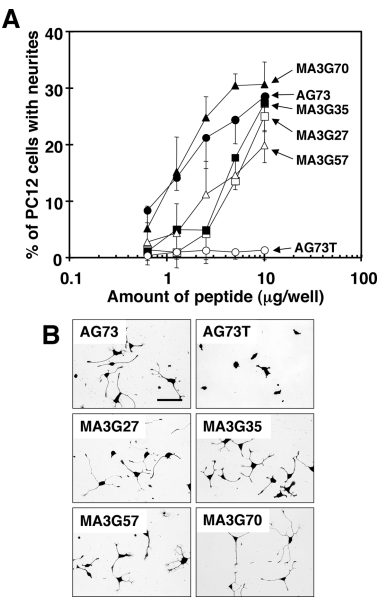 A
% of PC12 cells with neurites
40
30
20
10
0
0.1
1
10
100
Amount of peptide (μg/well)
MA3G70
AG73
MA3G35
MA3G27
MA3G57
AG73T
B
AG73
AG73T
MA3G27
MA3G35
MA3G57
MA3G70